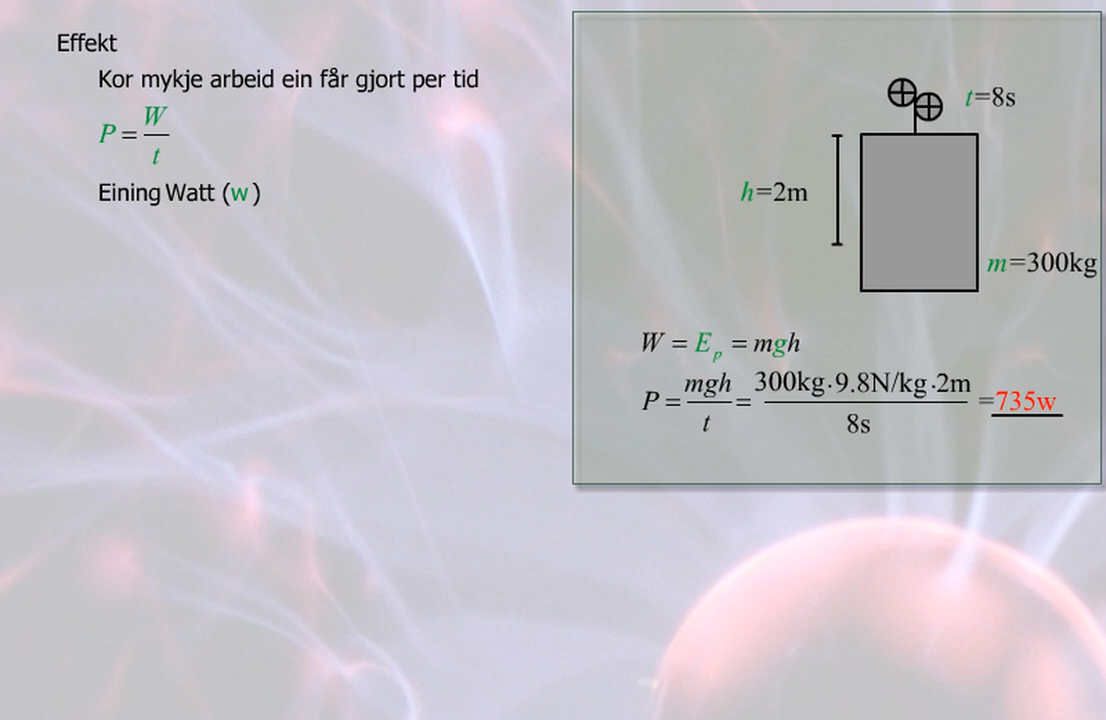 Effekt
Kor mykje arbeid ein får gjort per tid
P = W / t
Eining Watt (w)
t=8s
h=2m
m=300kg
W = E_p = mgh
P = mgh / t = 300kg·9.8N/kg·2m / 8s = 735w